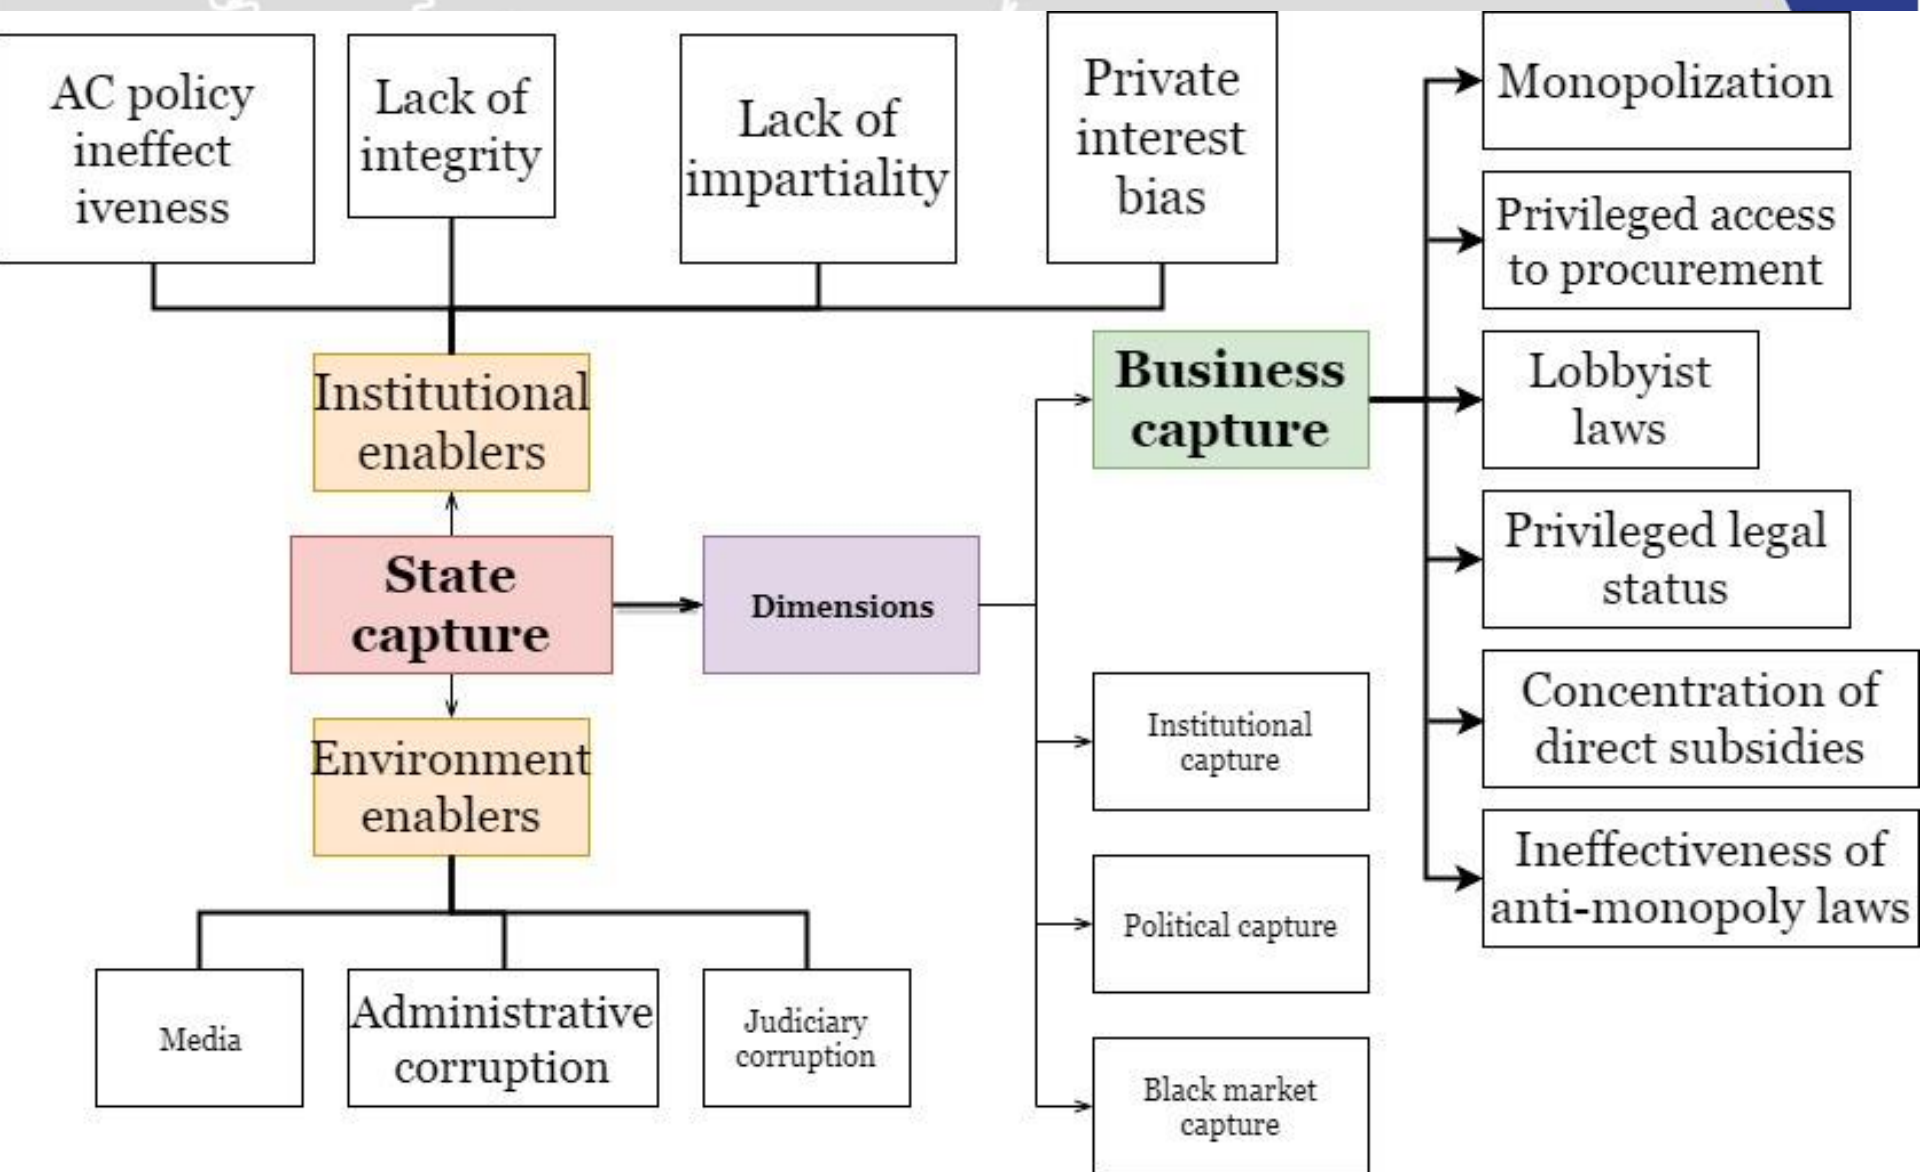 AC policy
ineffect
iveness
Lack of
integrity
Lack of
impartiality
Private
interest
bias
Monopolization
Privileged access
to procurement
Institutional
enablers
Business
capture
Lobbyist
laws
State
capture
Dimensions
Privileged legal
status
Environment
enablers
Institutional
capture
Concentration of
direct subsidies
Political capture
Ineffectiveness of
anti-monopoly laws
Media
Administrative
corruption
Judiciary
corruption
Black market
capture